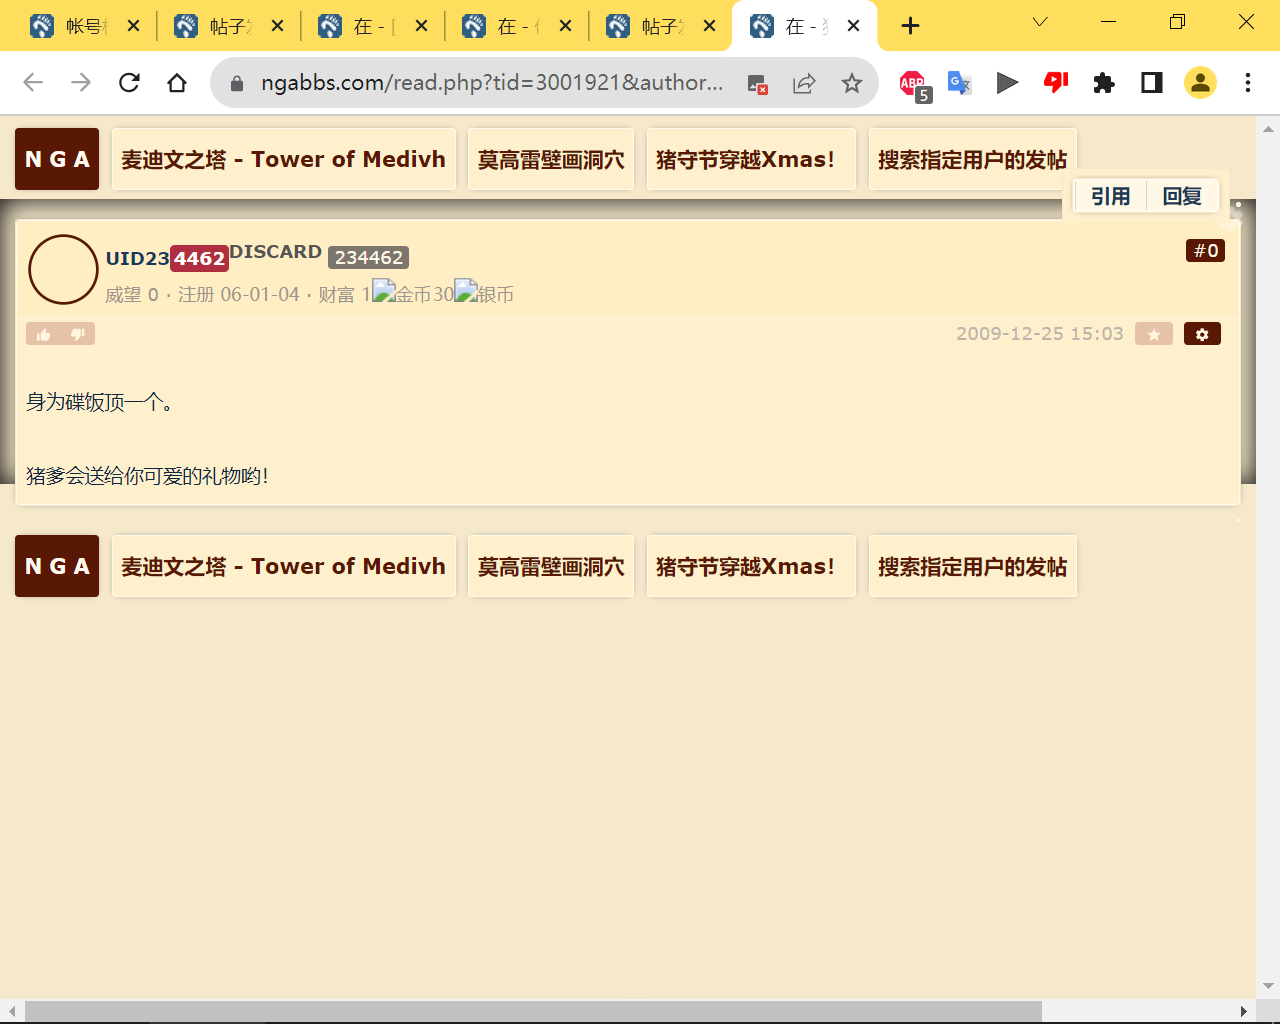 帐号 帖子 在 - [ 在 - 帖子 在 -
ngabbs.com/read.php?tid=3001921&author...
ABP 5
N G A 麦迪文之塔 - Tower of Medivh 莫高雷壁画洞穴 猪守节穿越Xmas！ 搜索指定用户的发帖
引用 回复
UID234462 DISCARD 234462 #0
威望 0 · 注册 06-01-04 · 财富 1金币30银币
2009-12-25 15:03
身为碟饭顶一个。
猪爹会送给你可爱的礼物哟！
N G A 麦迪文之塔 - Tower of Medivh 莫高雷壁画洞穴 猪守节穿越Xmas！ 搜索指定用户的发帖